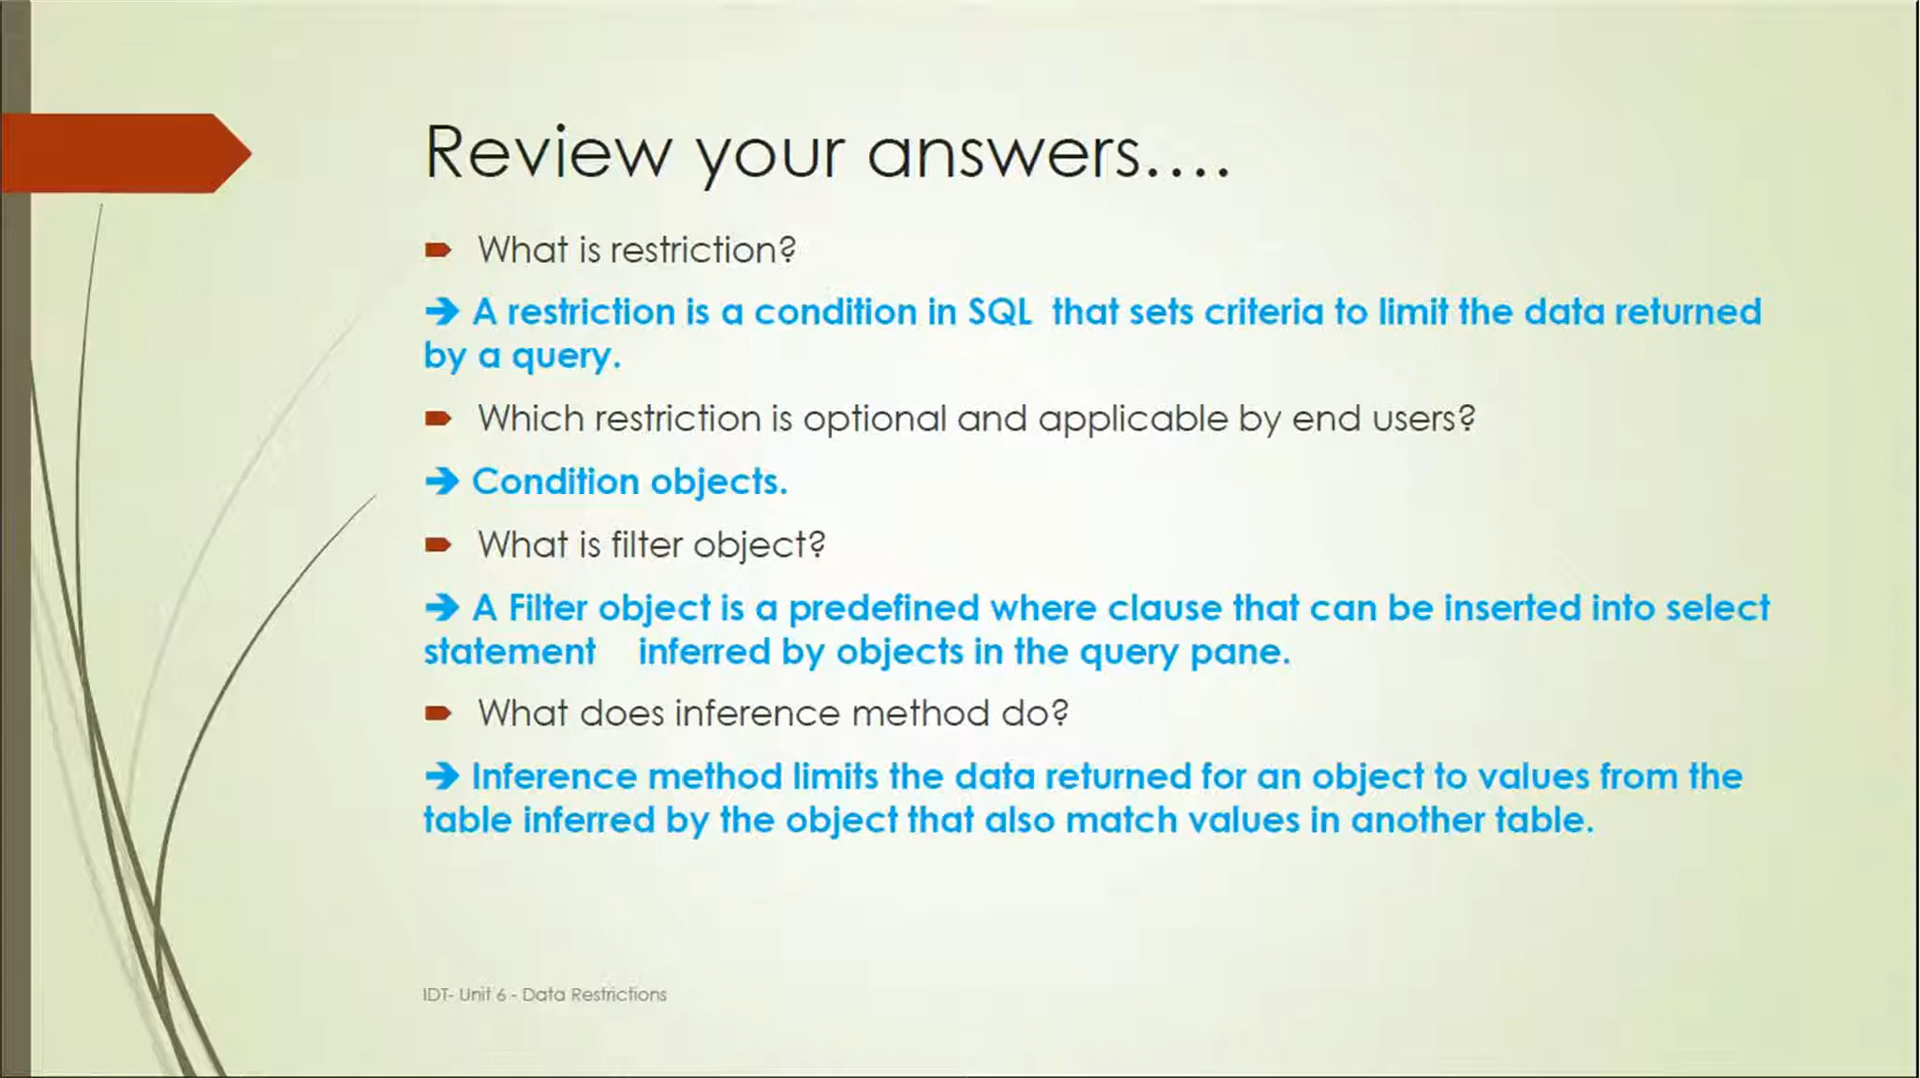 Review your answers....
What is restriction?
➔ A restriction is a condition in SQL that sets criteria to limit the data returned
by a query.
Which restriction is optional and applicable by end users?
➔ Condition objects.
What is filter object?
➔ A Filter object is a predefined where clause that can be inserted into select
statement inferred by objects in the query pane.
What does inference method do?
➔ Inference method limits the data returned for an object to values from the
table inferred by the object that also match values in another table.
IDT- Unit 6 - Data Restrictions